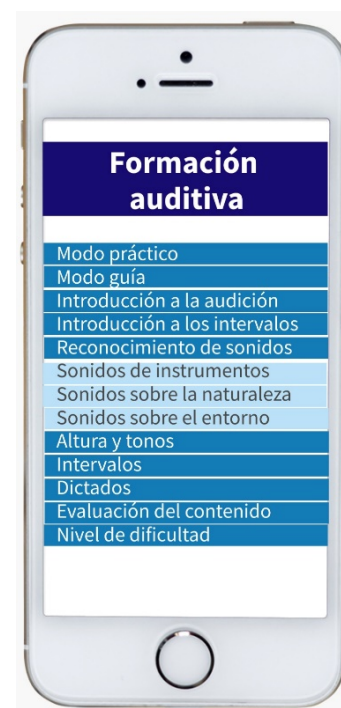 Formación
auditiva
Modo práctico
Modo guía
Introducción a la audición
Introducción a los intervalos
Reconocimiento de sonidos
Sonidos de instrumentos
Sonidos sobre la naturaleza
Sonidos sobre el entorno
Altura y tonos
Intervalos
Dictados
Evaluación del contenido
Nivel de dificultad